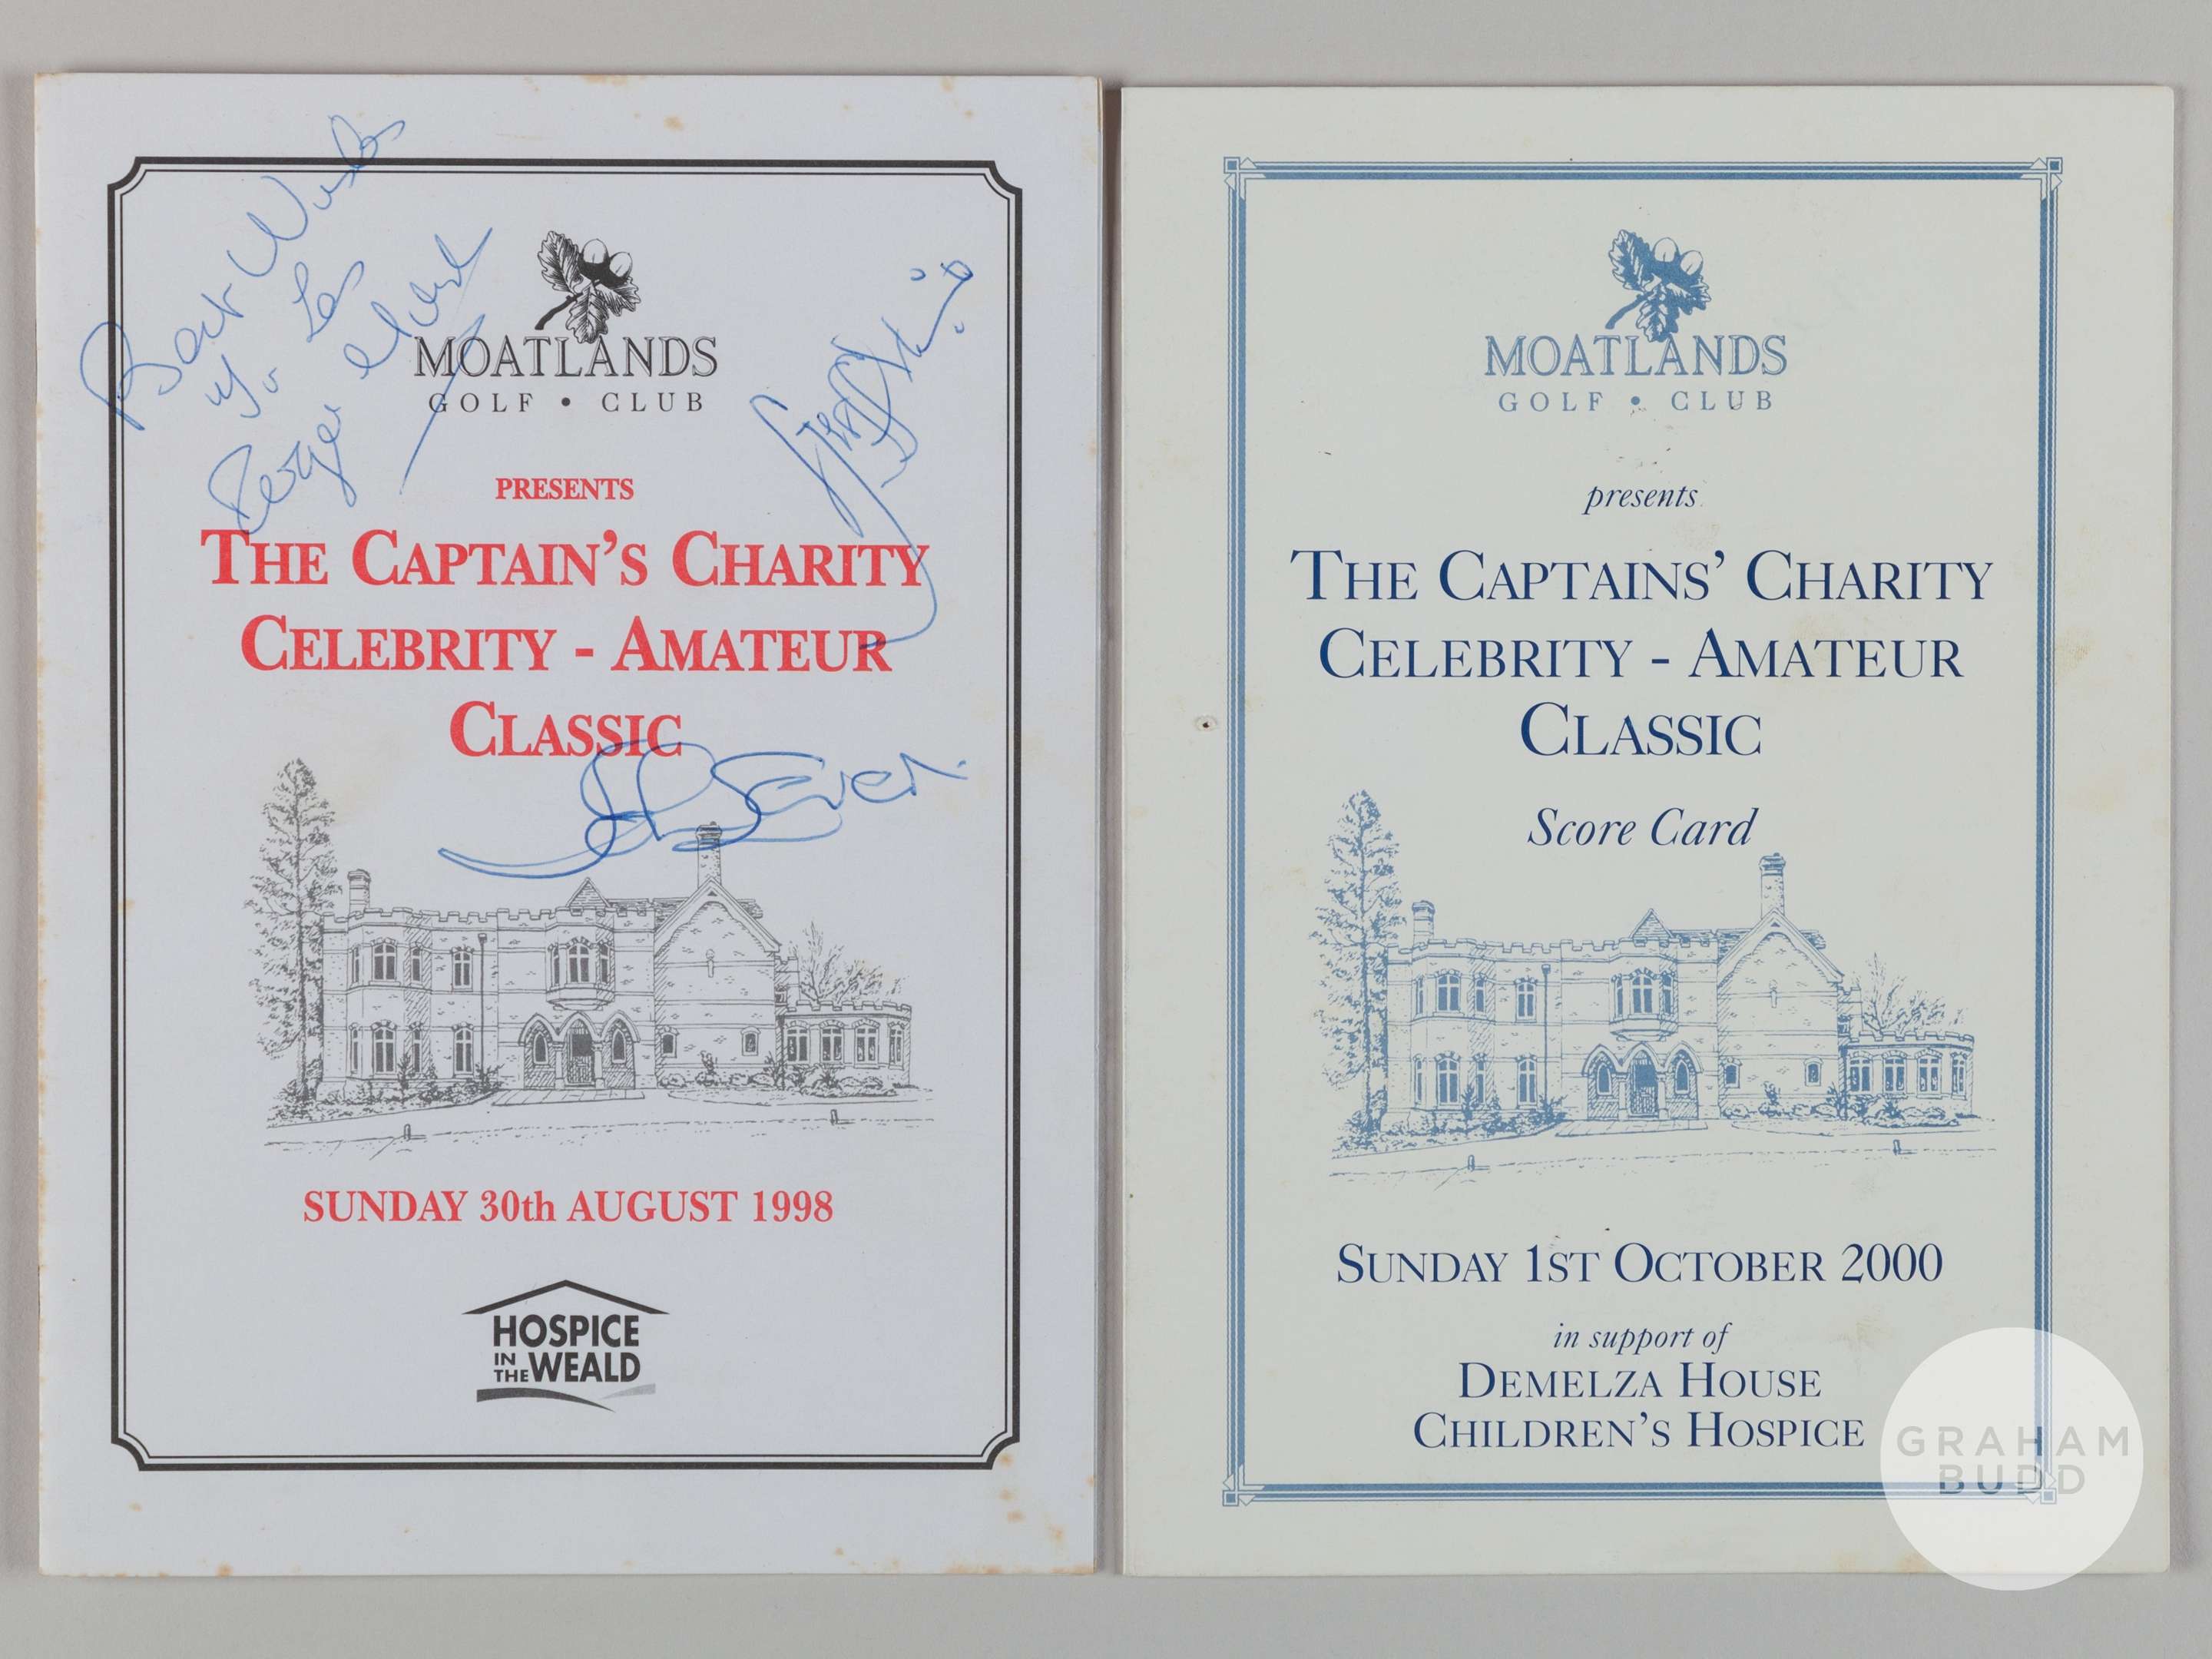 Best Wishes
to Les
Roger
MOATLANDS
GOLF • CLUB
PRESENTS
THE CAPTAIN'S CHARITY
CELEBRITY - AMATEUR
CLASSIC
SUNDAY 30th AUGUST 1998
HOSPICE
IN THE WEALD
MOATLANDS
GOLF • CLUB
presents
THE CAPTAINS' CHARITY
CELEBRITY - AMATEUR
CLASSIC
Score Card
SUNDAY 1ST OCTOBER 2000
in support of
DEMELZA HOUSE
CHILDREN'S HOSPICE
GRAHAM
BUDD